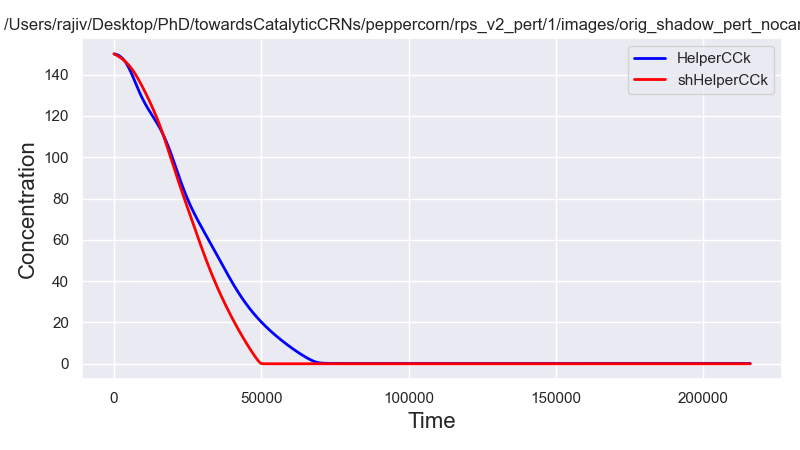 /Users/rajiv/Desktop/PhD/towardsCatalyticCRNs/peppercorn/rps_v2_pert/1/images/orig_shadow_pert_nocar
HelperCCk
shHelperCCk
Concentration
140
120
100
80
60
40
20
0
0 50000 100000 150000 200000
Time